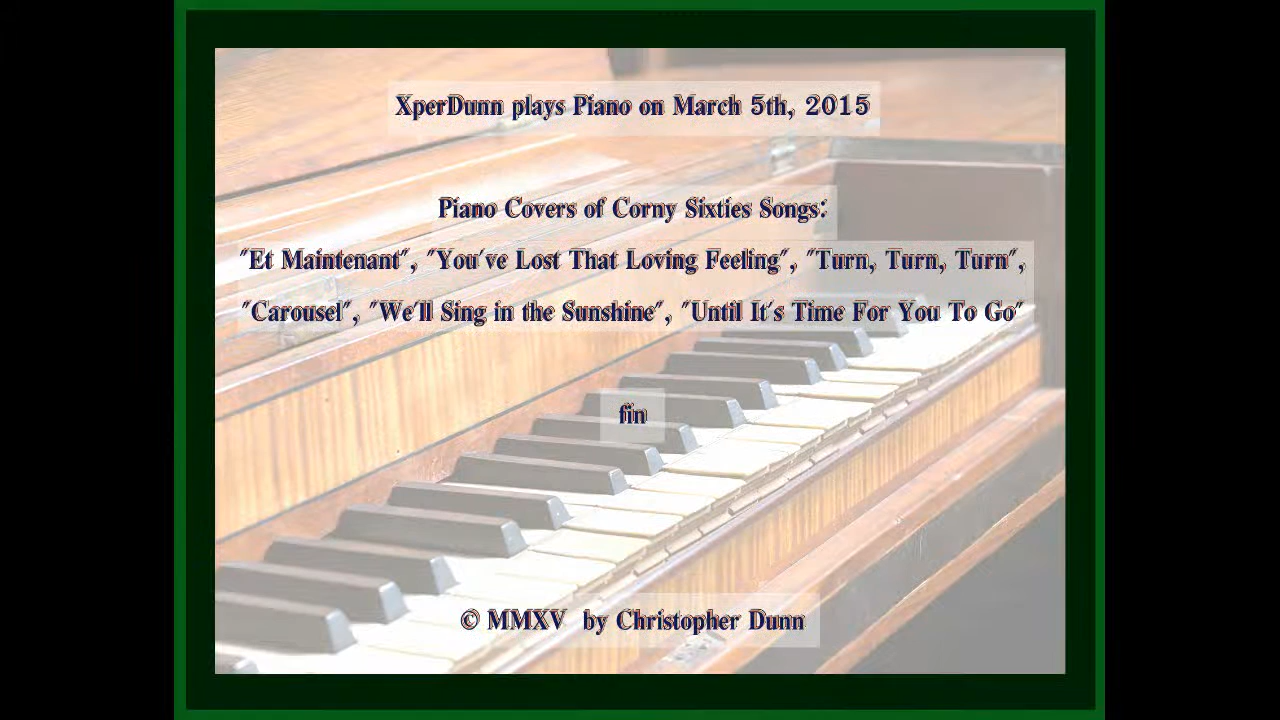 XperDunn plays Piano on March 5th, 2015
Piano Covers of Corny Sixties Songs:
"Et Maintenant", "You've Lost That Loving Feeling", "Turn, Turn, Turn",
"Carousel", "We'll Sing in the Sunshine", "Until It's Time For You To Go"
fin
© MMXV by Christopher Dunn